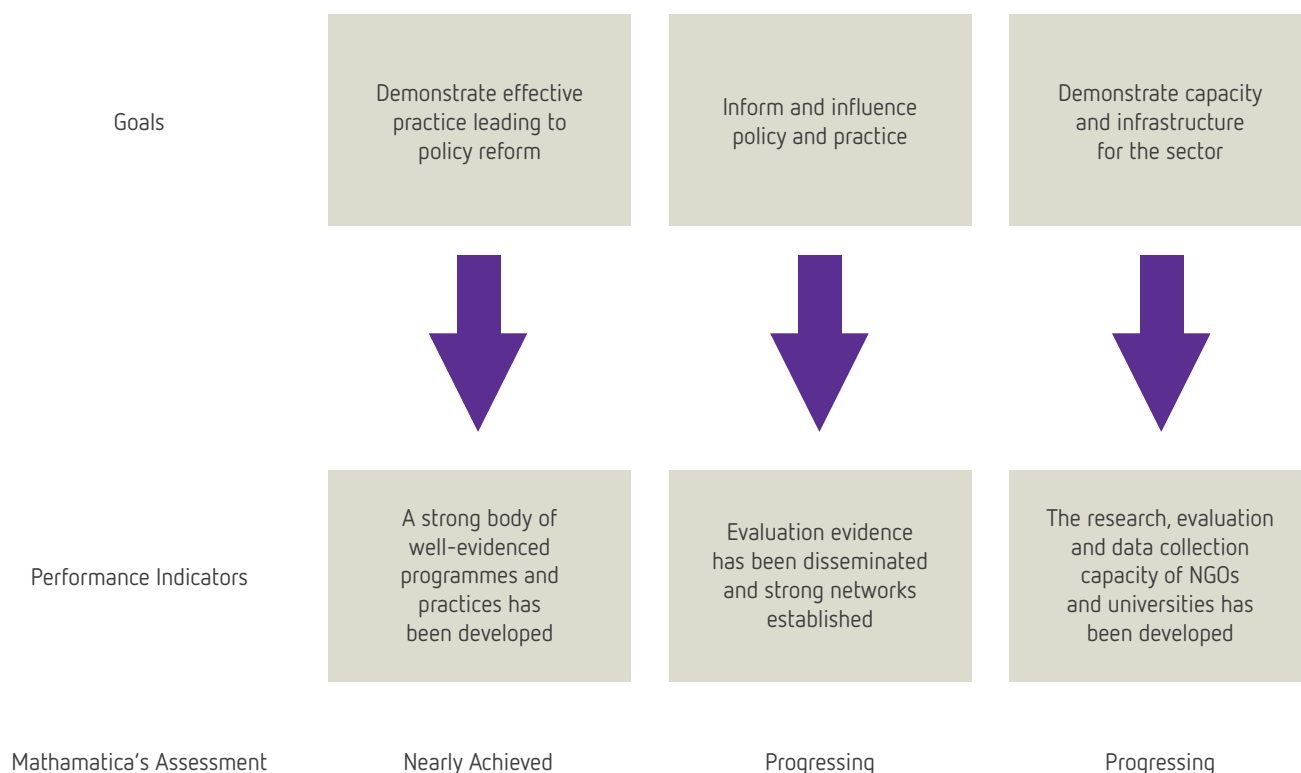 Goals
Demonstrate effective
practice leading to
policy reform
Inform and influence
policy and practice
Demonstrate capacity
and infrastructure
for the sector
Performance Indicators
A strong body of
well-evidenced
programmes and
practices has
been developed
Evaluation evidence
has been disseminated
and strong networks
established
The research, evaluation
and data collection
capacity of NGOs
and universities has
been developed
Mathamatica's Assessment
Nearly Achieved
Progressing
Progressing